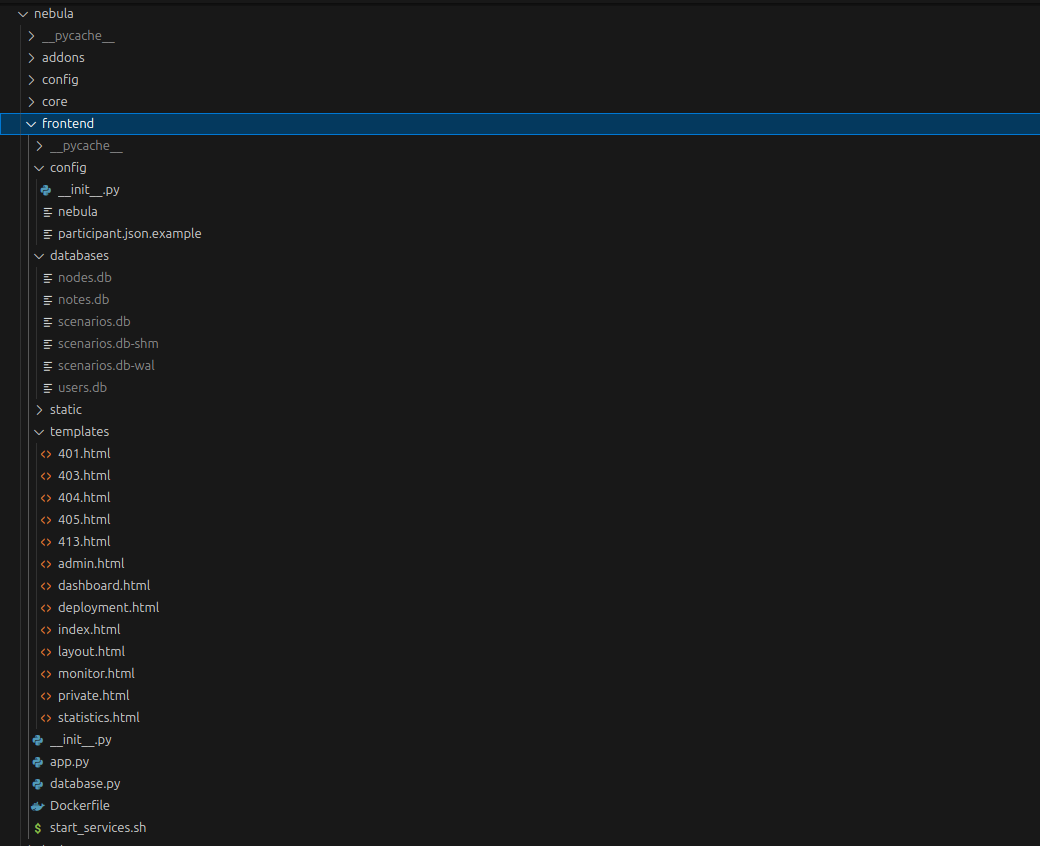 nebula
__pycache__
addons
config
core
frontend
__pycache__
config
__init__.py
nebula
participant.json.example
databases
nodes.db
notes.db
scenarios.db
scenarios.db-shm
scenarios.db-wal
users.db
static
templates
401.html
403.html
404.html
405.html
413.html
admin.html
dashboard.html
deployment.html
index.html
layout.html
monitor.html
private.html
statistics.html
__init__.py
app.py
database.py
Dockerfile
$ start_services.sh